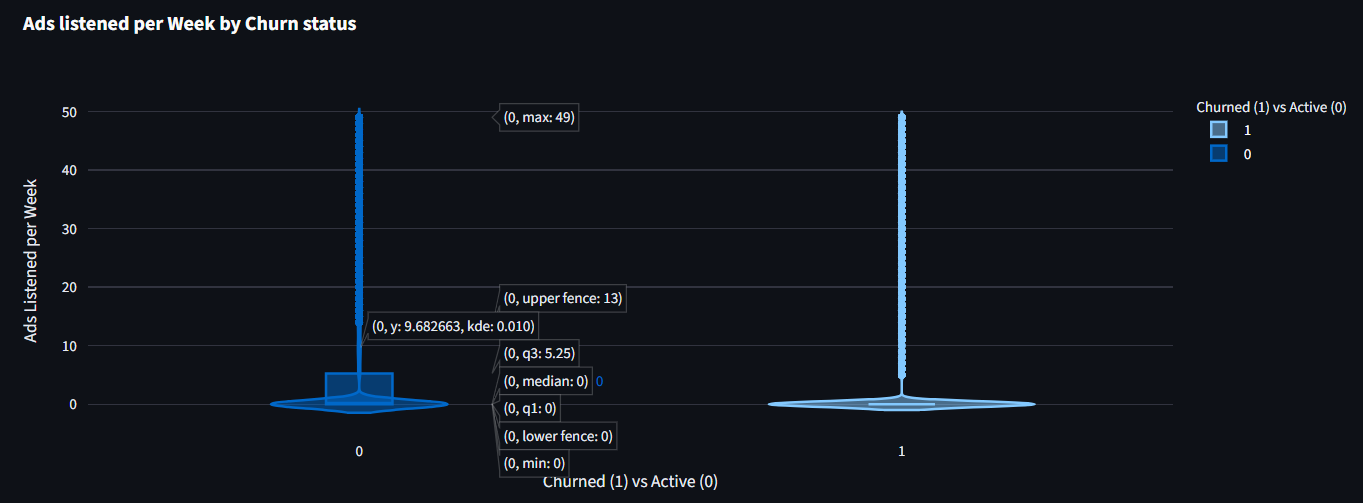 Ads listened per Week by Churn status
Churned (1) vs Active (0)
1
0
Ads Listened per Week
50
40
30
20
10
0
(0, max: 49)
(0, upper fence: 13)
(0, y: 9.682663, kde: 0.010)
(0, q3: 5.25)
(0, median: 0) 0
(0, q1: 0)
(0, lower fence: 0)
(0, min: 0)
0
1
Churned (1) vs Active (0)